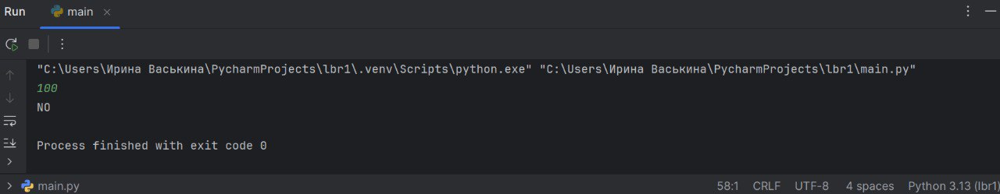 Run main
"C:\Users\Ирина Васькина\PycharmProjects\lbr1\.venv\Scripts\python.exe" "C:\Users\Ирина Васькина\PycharmProjects\lbr1\main.py"
100
NO
Process finished with exit code 0
main.py 58:1 CRLF UTF-8 4 spaces Python 3.13 (lbr1)